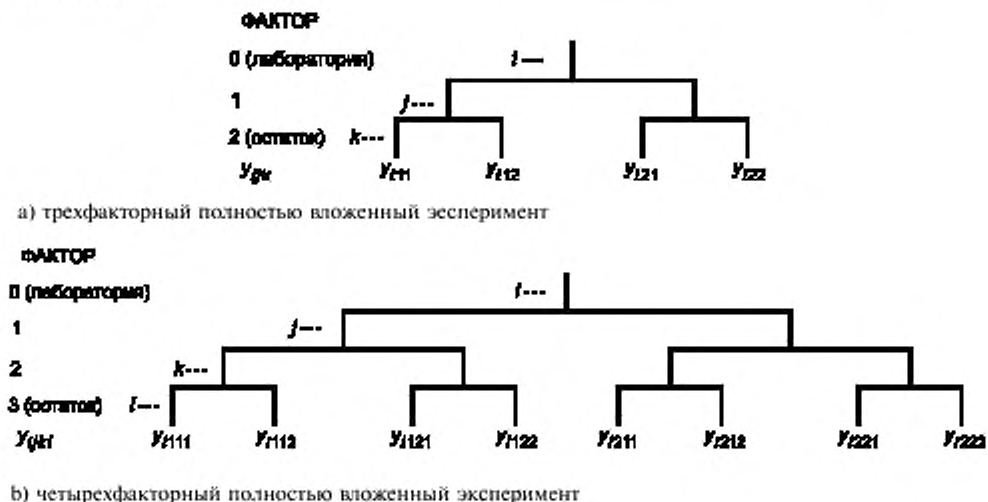 ФАКТОР
0 (лаборатория) i---
1 j---
2 (остаток) k---
y_ijk y_i11 y_i12 y_i21 y_i22
а) трехфакторный полностью вложенный эесперимент
ФАКТОР
0 (лаборатория) i---
1 j---
2 k---
3 (остаток) l---
y_ijkl y_i111 y_i112 y_i121 y_i122 y_i211 y_i212 y_i221 y_i222
b) четырехфакторный полностью вложенный эксперимент